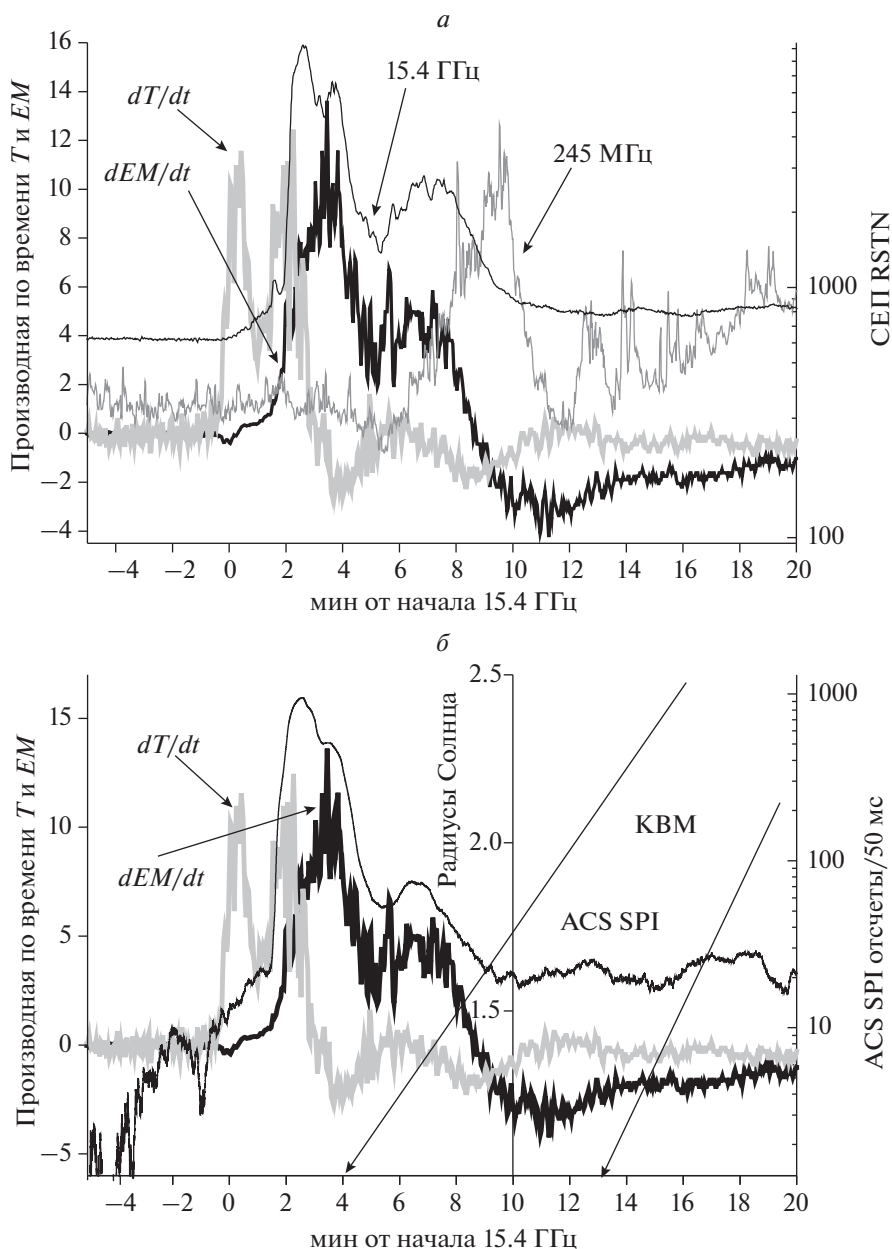 а
Производная по времени T и EM
16
14
12
10
8
6
4
2
0
−2
−4
dT/dt
dEM/dt
15.4 ГГц
245 МГц
1000
100
СЕП RSTN
−4 −2 0 2 4 6 8 10 12 14 16 18 20
мин от начала 15.4 ГГц
б
Производная по времени T и EM
15
10
5
0
−5
dT/dt
dEM/dt
Радиусы Солнца
2.5
2.0
1.5
КВМ
ACS SPI
1000
100
10
ACS SPI отсчеты/50 мс
−4 −2 0 2 4 6 8 10 12 14 16 18 20
мин от начала 15.4 ГГц